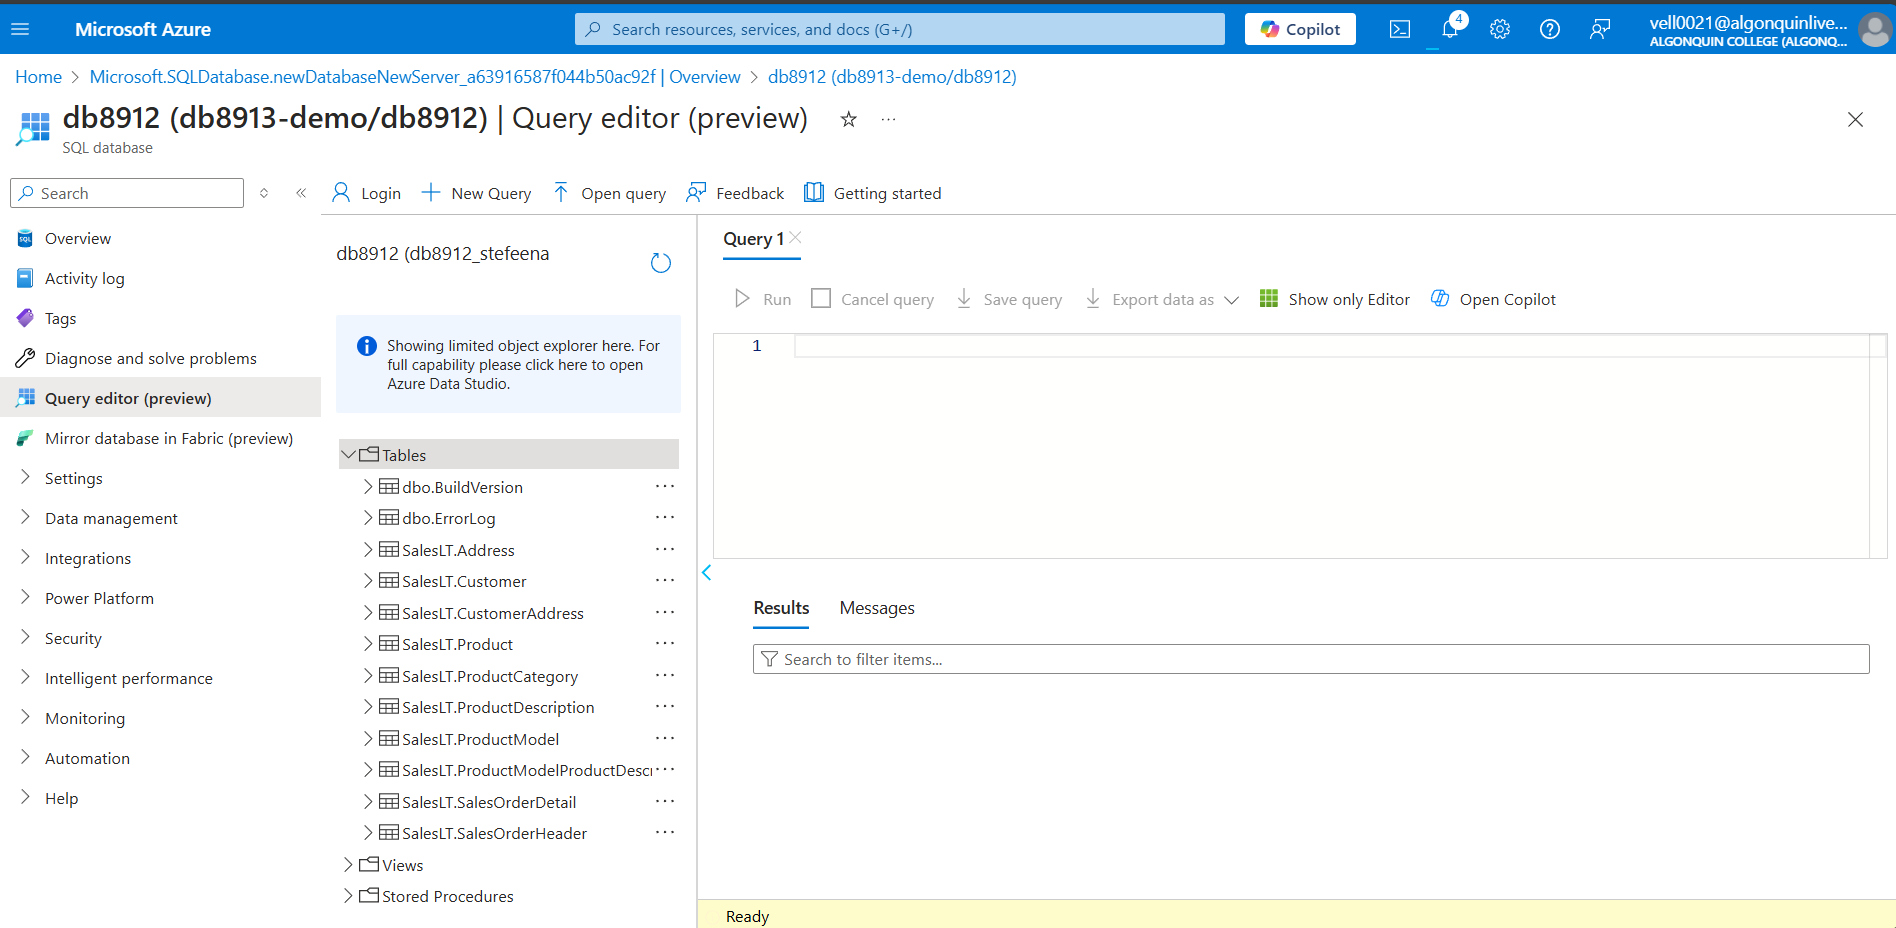 Microsoft Azure
Search resources, services, and docs (G+/)
Copilot
4
vell0021@algonquinlive...
ALGONQUIN COLLEGE (ALGONQ...
Home > Microsoft.SQLDatabase.newDatabaseNewServer_a63916587f044b50ac92f | Overview > db8912 (db8913-demo/db8912)
db8912 (db8913-demo/db8912) | Query editor (preview)
SQL database
Search
Login
New Query
Open query
Feedback
Getting started
Overview
Activity log
Tags
Diagnose and solve problems
Query editor (preview)
Mirror database in Fabric (preview)
Settings
Data management
Integrations
Power Platform
Security
Intelligent performance
Monitoring
Automation
Help
db8912 (db8912_stefeena
Showing limited object explorer here. For
full capability please click here to open
Azure Data Studio.
Tables
dbo.BuildVersion
dbo.ErrorLog
SalesLT.Address
SalesLT.Customer
SalesLT.CustomerAddress
SalesLT.Product
SalesLT.ProductCategory
SalesLT.ProductDescription
SalesLT.ProductModel
SalesLT.ProductModelProductDescr
SalesLT.SalesOrderDetail
SalesLT.SalesOrderHeader
Views
Stored Procedures
Query 1
Run
Cancel query
Save query
Export data as
Show only Editor
Open Copilot
1
Results
Messages
Search to filter items...
Ready